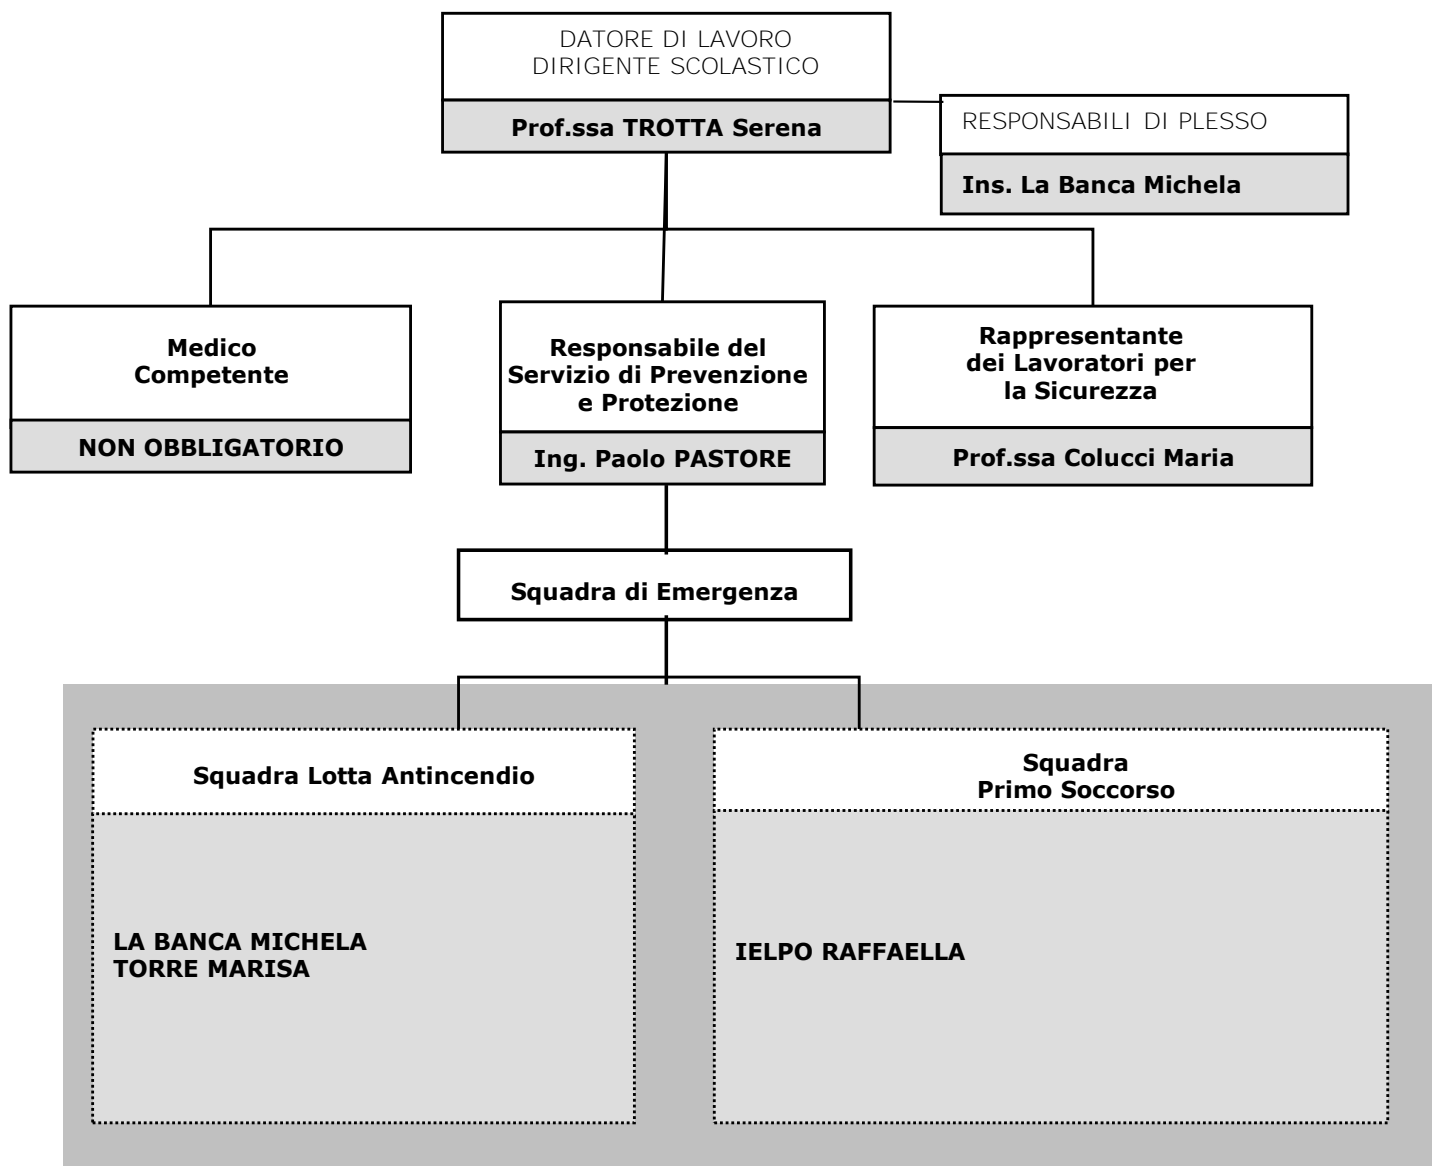 DATORE DI LAVORO
DIRIGENTE SCOLASTICO
Prof.ssa TROTTA Serena
RESPONSABILI DI PLESSO
Ins. La Banca Michela
Medico
Competente
NON OBBLIGATORIO
Responsabile del
Servizio di Prevenzione
e Protezione
Ing. Paolo PASTORE
Rappresentante
dei Lavoratori per
la Sicurezza
Prof.ssa Colucci Maria
Squadra di Emergenza
Squadra Lotta Antincendio
LA BANCA MICHELA
TORRE MARISA
Squadra
Primo Soccorso
IELPO RAFFAELLA